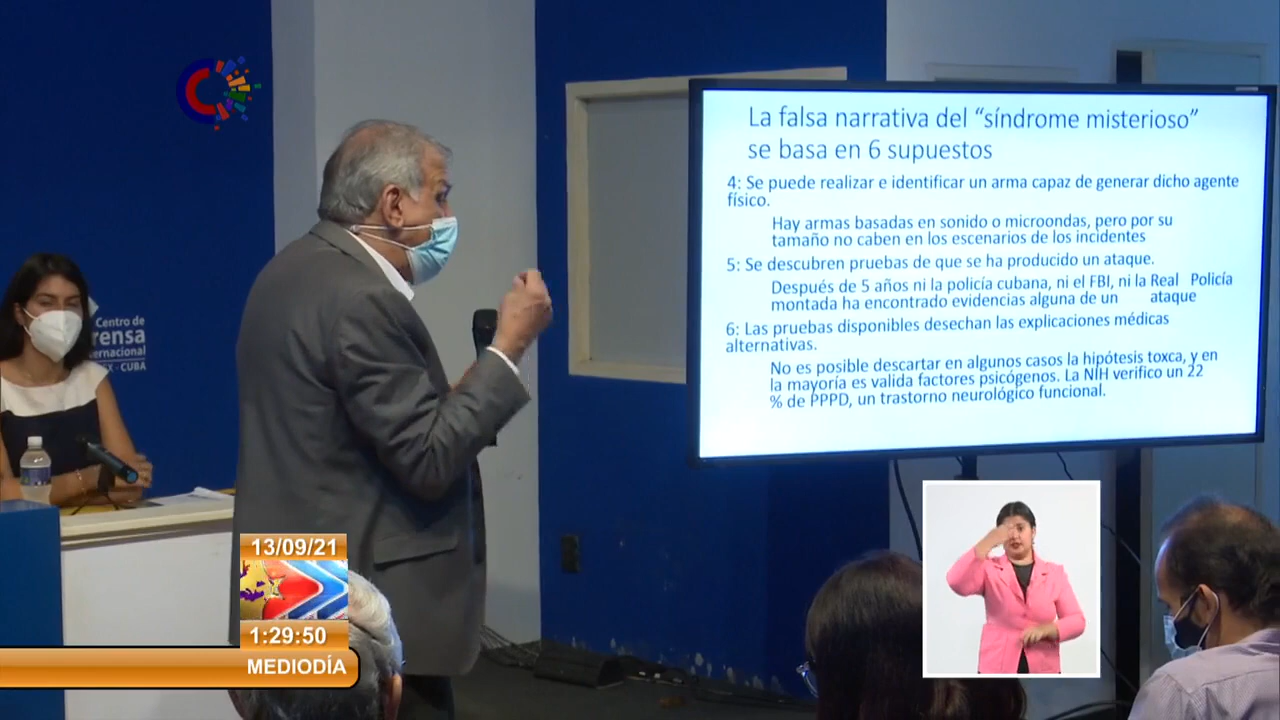 La falsa narrativa del “síndrome misterioso”
se basa en 6 supuestos
4: Se puede realizar e identificar un arma capaz de generar dicho agente
físico.
Hay armas basadas en sonido o microondas, pero por su
tamaño no caben en los escenarios de los incidentes
5: Se descubren pruebas de que se ha producido un ataque.
Después de 5 años ni la policía cubana, ni el FBI, ni la Real Policía
montada ha encontrado evidencias alguna de un ataque
6: Las pruebas disponibles desechan las explicaciones médicas
alternativas.
No es posible descartar en algunos casos la hipótesis toxca, y en
la mayoría es valida factores psicógenos. La NIH verifico un 22
% de PPPD, un trastorno neurológico funcional.
Centro de
rensa
ernacional
EX - CUBA
13/09/21
1:29:50
MEDIODÍA